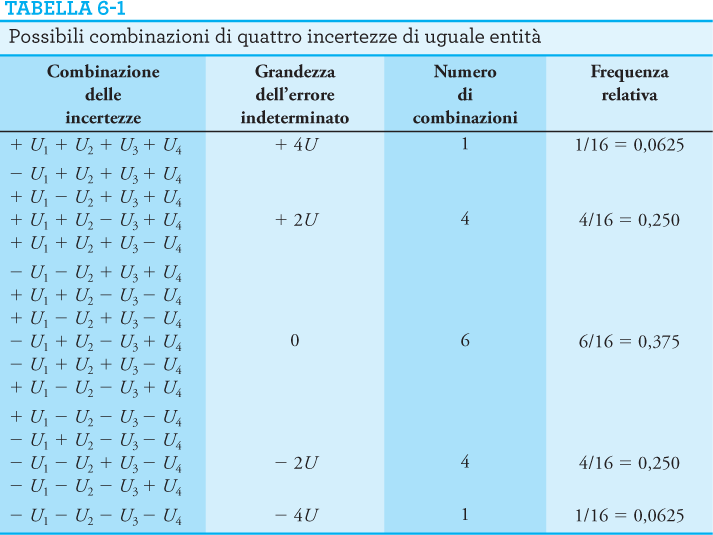 TABELLA 6-1
Possibili combinazioni di quattro incertezze di uguale entità
Combinazione delle incertezze | Grandezza dell'errore indeterminato | Numero di combinazioni | Frequenza relativa
+ U₁ + U₂ + U₃ + U₄ | + 4U | 1 | 1/16 = 0,0625
− U₁ + U₂ + U₃ + U₄
+ U₁ − U₂ + U₃ + U₄
+ U₁ + U₂ − U₃ + U₄ | + 2U | 4 | 4/16 = 0,250
+ U₁ + U₂ + U₃ − U₄
− U₁ − U₂ + U₃ + U₄
+ U₁ + U₂ − U₃ − U₄
+ U₁ − U₂ + U₃ − U₄
− U₁ + U₂ − U₃ + U₄ | 0 | 6 | 6/16 = 0,375
− U₁ + U₂ + U₃ − U₄
+ U₁ − U₂ − U₃ + U₄
+ U₁ − U₂ − U₃ − U₄
− U₁ + U₂ − U₃ − U₄
− U₁ − U₂ + U₃ − U₄ | − 2U | 4 | 4/16 = 0,250
− U₁ − U₂ − U₃ + U₄
− U₁ − U₂ − U₃ − U₄ | − 4U | 1 | 1/16 = 0,0625